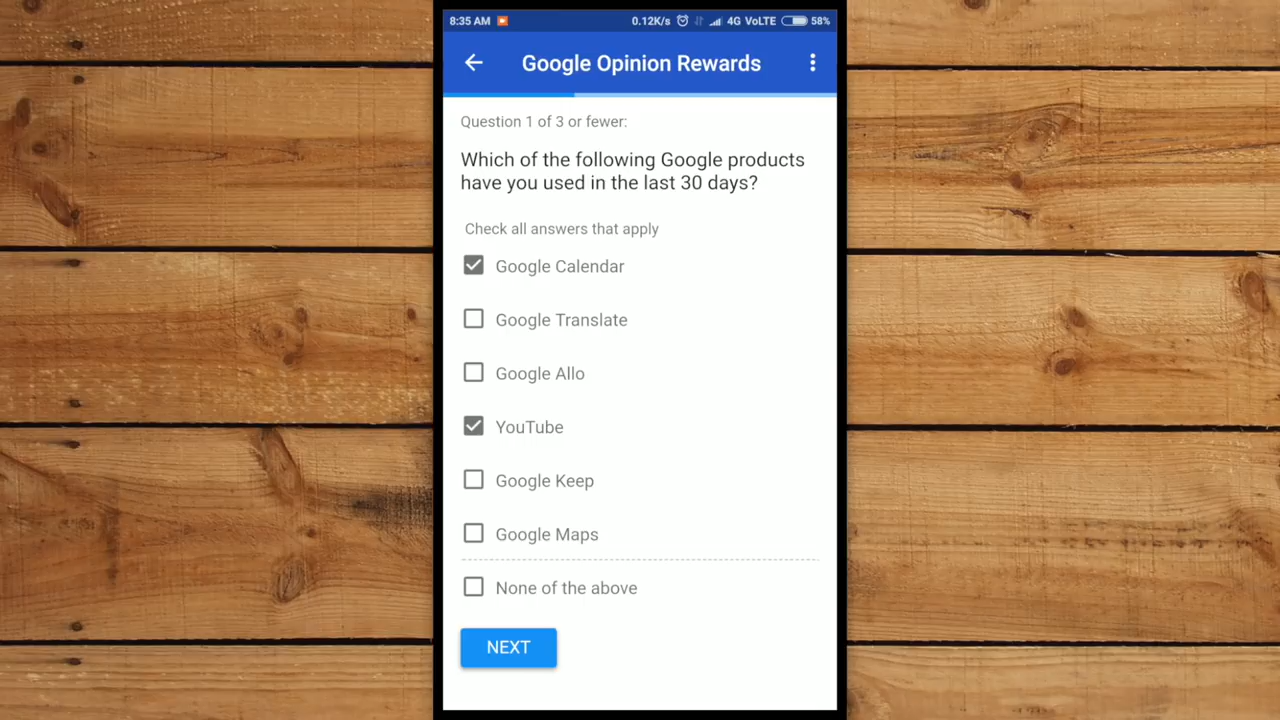 8:35 AM 0.12K/s 4G VoLTE 58%
Google Opinion Rewards
Question 1 of 3 or fewer:
Which of the following Google products
have you used in the last 30 days?
Check all answers that apply
Google Calendar
Google Translate
Google Allo
YouTube
Google Keep
Google Maps
None of the above
NEXT